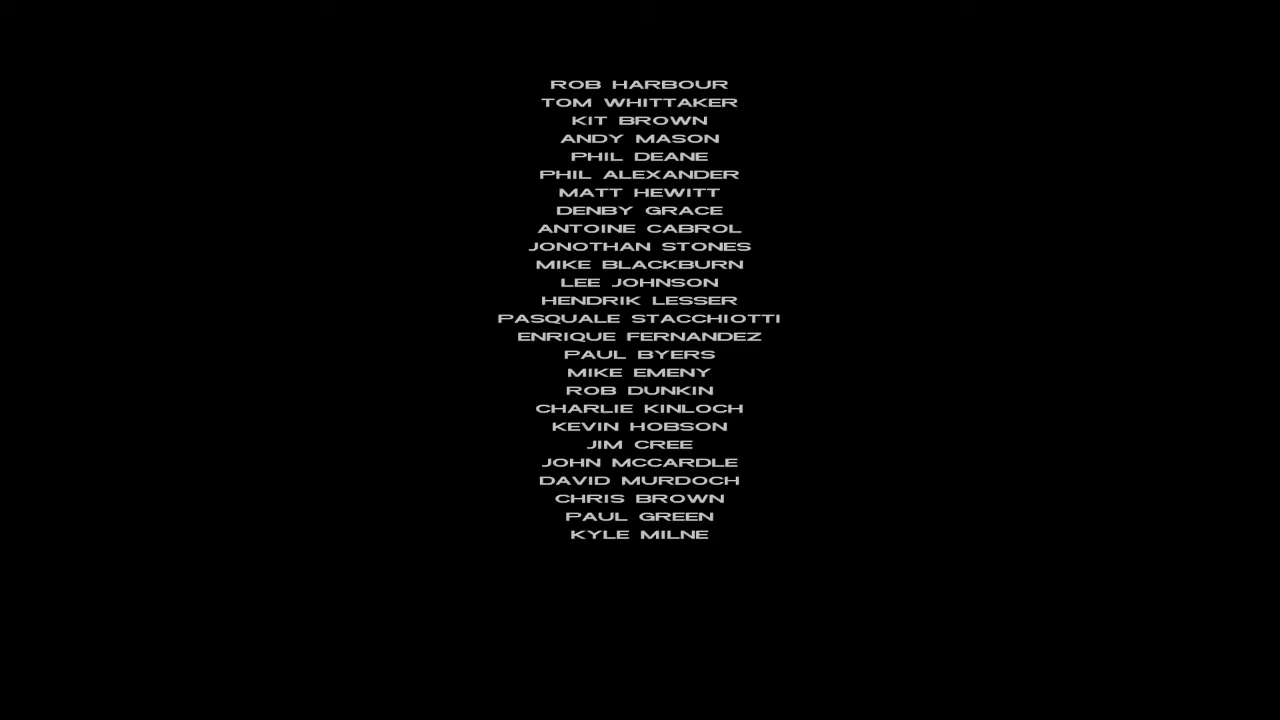 ROB HARBOUR
TOM WHITTAKER
KIT BROWN
ANDY MASON
PHIL DEANE
PHIL ALEXANDER
MATT HEWITT
DENBY GRACE
ANTOINE CABROL
JONOTHAN STONES
MIKE BLACKBURN
LEE JOHNSON
HENDRIK LESSER
PASQUALE STACCHIOTTI
ENRIQUE FERNANDEZ
PAUL BYERS
MIKE EMENY
ROB DUNKIN
CHARLIE KINLOCH
KEVIN HOBSON
JIM CREE
JOHN MCCARDLE
DAVID MURDOCH
CHRIS BROWN
PAUL GREEN
KYLE MILNE